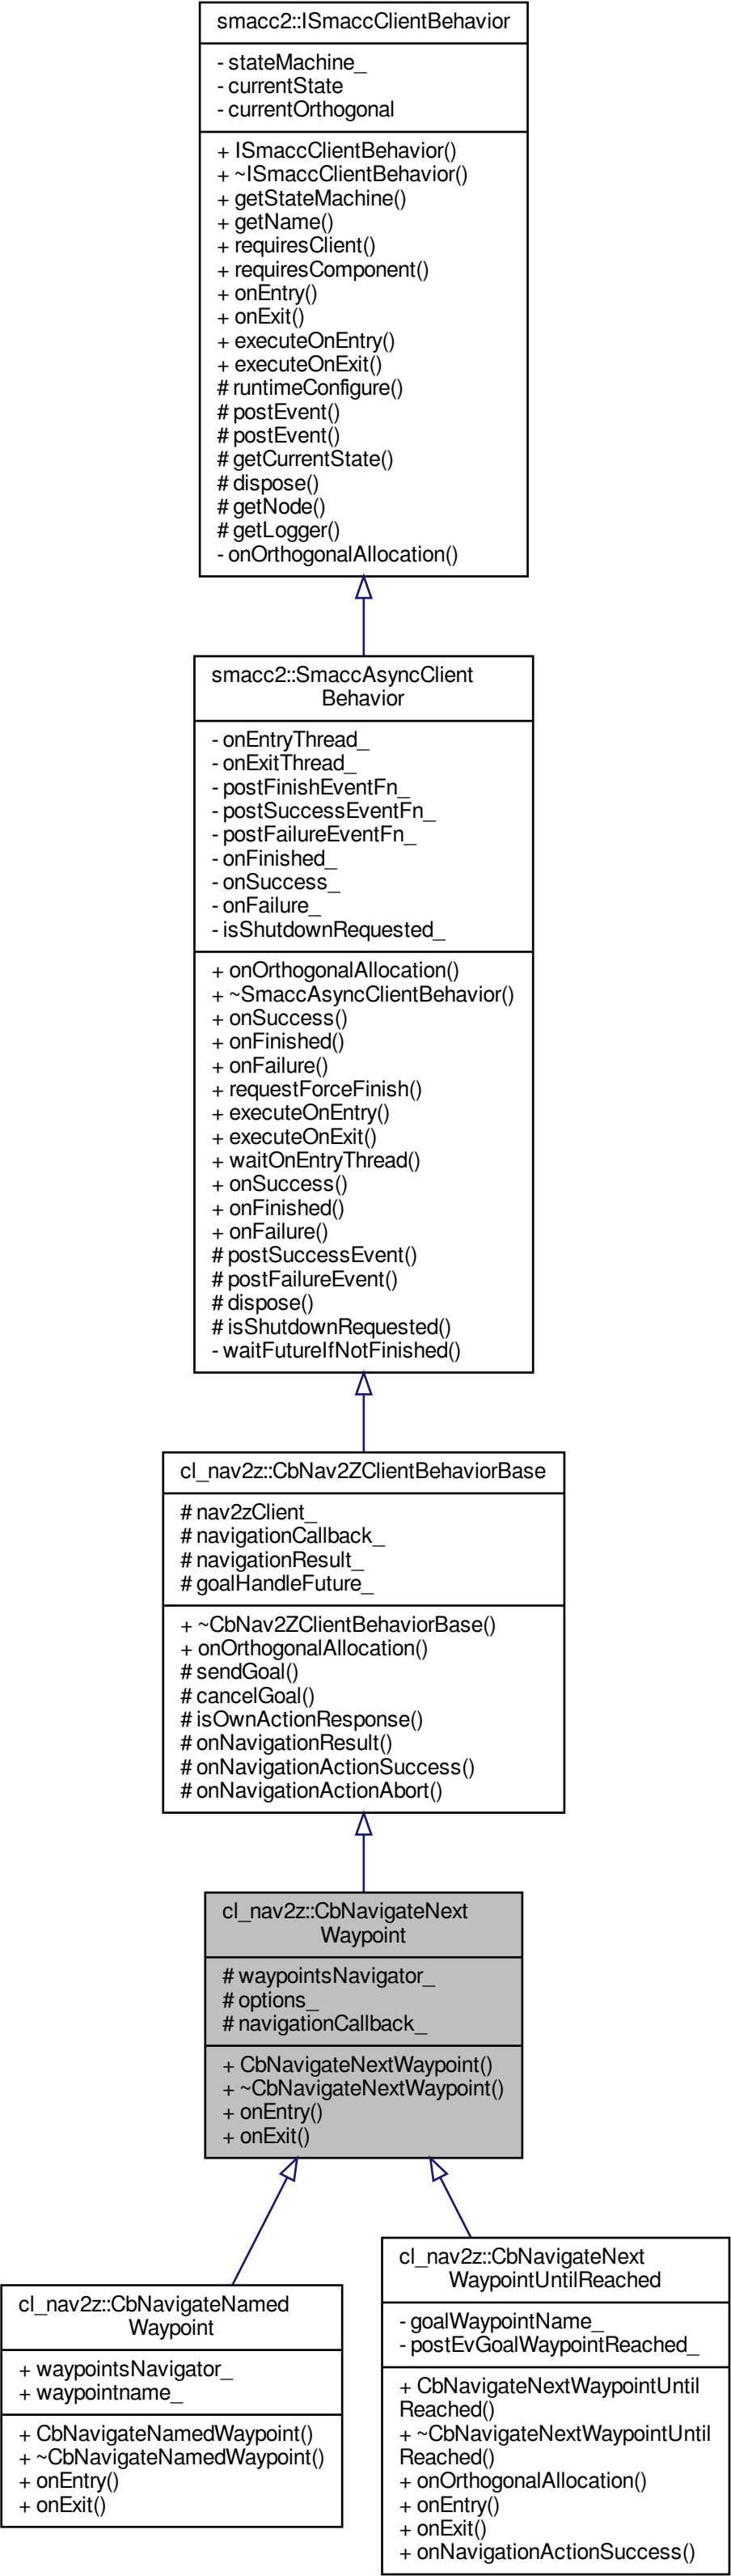 smacc2::ISmaccClientBehavior
- stateMachine_
- currentState
- currentOrthogonal
+ ISmaccClientBehavior()
+ ~ISmaccClientBehavior()
+ getStateMachine()
+ getName()
+ requiresClient()
+ requiresComponent()
+ onEntry()
+ onExit()
+ executeOnEntry()
+ executeOnExit()
# runtimeConfigure()
# postEvent()
# postEvent()
# getCurrentState()
# dispose()
# getNode()
# getLogger()
- onOrthogonalAllocation()
smacc2::SmaccAsyncClient
Behavior
- onEntryThread_
- onExitThread_
- postFinishEventFn_
- postSuccessEventFn_
- postFailureEventFn_
- onFinished_
- onSuccess_
- onFailure_
- isShutdownRequested_
+ onOrthogonalAllocation()
+ ~SmaccAsyncClientBehavior()
+ onSuccess()
+ onFinished()
+ onFailure()
+ requestForceFinish()
+ executeOnEntry()
+ executeOnExit()
+ waitOnEntryThread()
+ onSuccess()
+ onFinished()
+ onFailure()
# postSuccessEvent()
# postFailureEvent()
# dispose()
# isShutdownRequested()
- waitFutureIfNotFinished()
cl_nav2z::CbNav2ZClientBehaviorBase
# nav2zClient_
# navigationCallback_
# navigationResult_
# goalHandleFuture_
+ ~CbNav2ZClientBehaviorBase()
+ onOrthogonalAllocation()
# sendGoal()
# cancelGoal()
# isOwnActionResponse()
# onNavigationResult()
# onNavigationActionSuccess()
# onNavigationActionAbort()
cl_nav2z::CbNavigateNext
Waypoint
# waypointsNavigator_
# options_
# navigationCallback_
+ CbNavigateNextWaypoint()
+ ~CbNavigateNextWaypoint()
+ onEntry()
+ onExit()
cl_nav2z::CbNavigateNamed
Waypoint
+ waypointsNavigator_
+ waypointname_
+ CbNavigateNamedWaypoint()
+ ~CbNavigateNamedWaypoint()
+ onEntry()
+ onExit()
cl_nav2z::CbNavigateNext
WaypointUntilReached
- goalWaypointName_
- postEvGoalWaypointReached_
+ CbNavigateNextWaypointUntil
Reached()
+ ~CbNavigateNextWaypointUntil
Reached()
+ onOrthogonalAllocation()
+ onEntry()
+ onExit()
+ onNavigationActionSuccess()